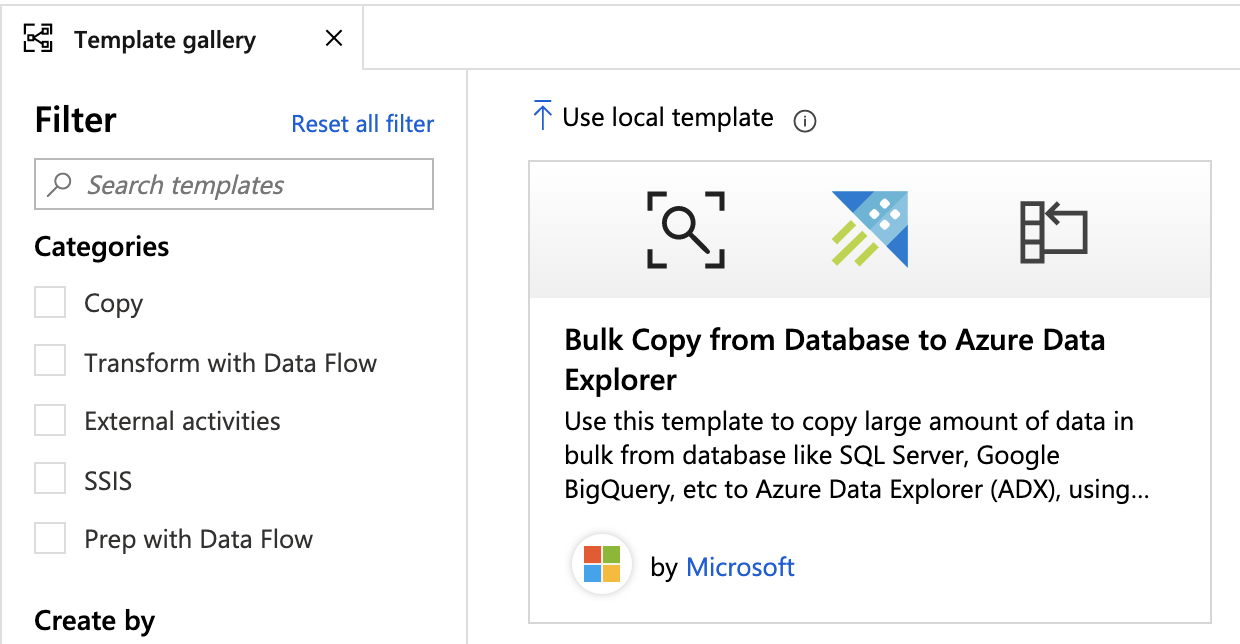 Template gallery
Filter
Reset all filter
Search templates
Categories
Copy
Transform with Data Flow
External activities
SSIS
Prep with Data Flow
Create by
Use local template
Bulk Copy from Database to Azure Data
Explorer
Use this template to copy large amount of data in
bulk from database like SQL Server, Google
BigQuery, etc to Azure Data Explorer (ADX), using...
by Microsoft